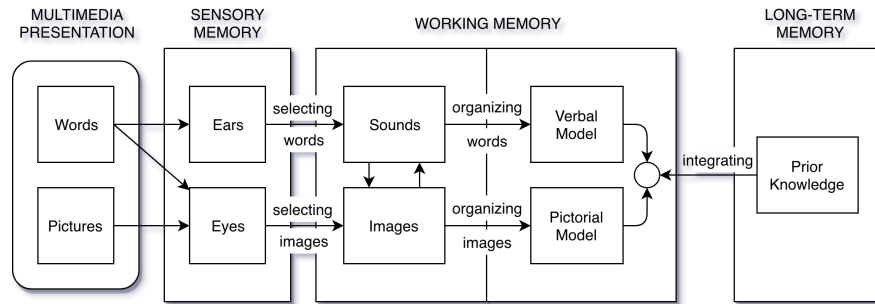 MULTIMEDIA
PRESENTATION
SENSORY
MEMORY
WORKING MEMORY
LONG-TERM
MEMORY
Words
Ears
selecting
words
Sounds
organizing
words
Verbal
Model
integrating
Prior
Knowledge
Pictures
Eyes
selecting
images
Images
organizing
images
Pictorial
Model